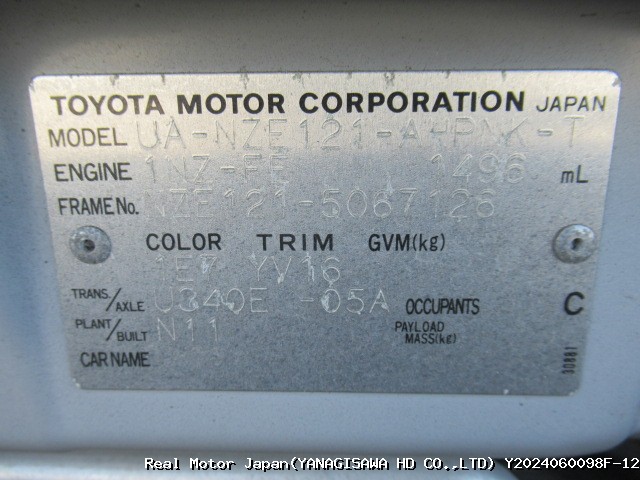 TOYOTA MOTOR CORPORATION JAPAN
MODEL UA-NZE121-AHPNK-T
ENGINE 1NZ-FE 1496 mL
FRAME No. NZE121-5067126
COLOR TRIM GVM(kg)
YV16
TRANS./AXLE U340E -05A OCCUPANTS C
PLANT/BUILT N11 PAYLOAD MASS(kg)
CAR NAME
30881
Real Motor Japan(YANAGISAWA HD CO.,LTD) Y2024060098F-12